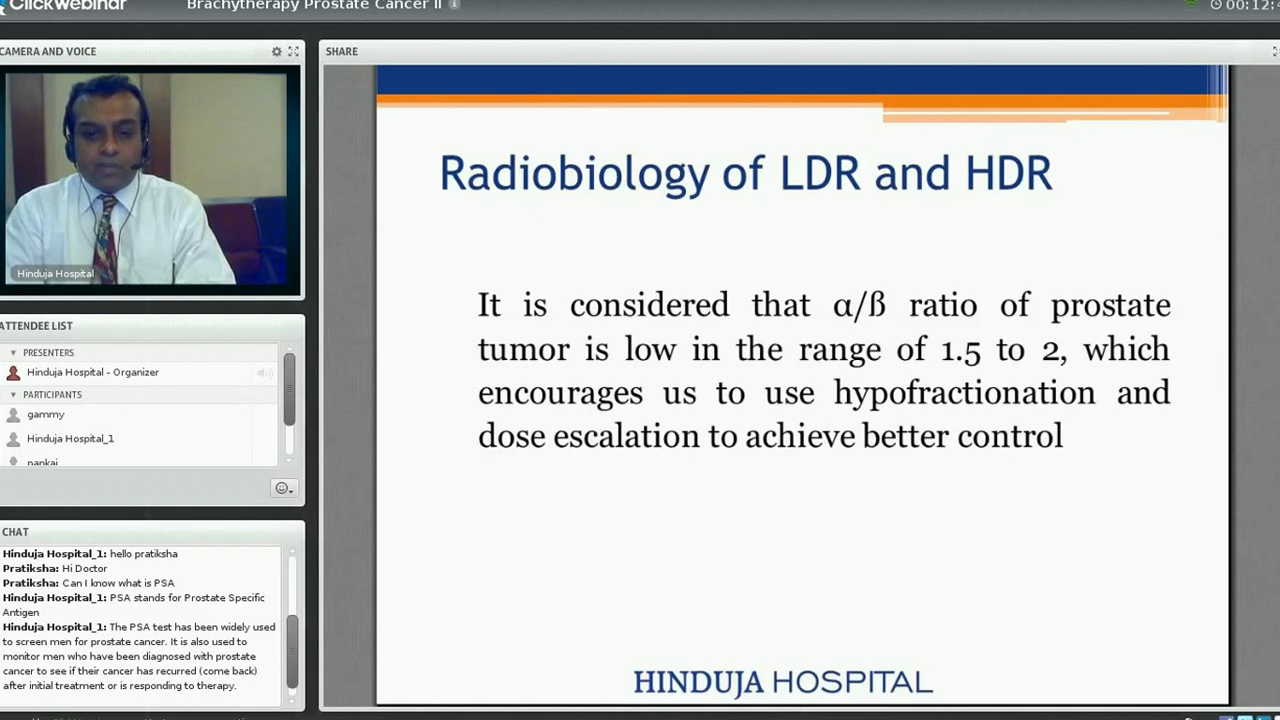 ClickWebinar
Brachytherapy Prostate Cancer II
CAMERA AND VOICE
Hinduja Hospital
ATTENDEE LIST
PRESENTERS
Hinduja Hospital - Organizer
PARTICIPANTS
gammy
Hinduja Hospital_1
pankaj
CHAT
Hinduja Hospital_1: hello pratiksha
Pratiksha: Hi Doctor
Pratiksha: Can I know what is PSA
Hinduja Hospital_1: PSA stands for Prostate Specific
Antigen
Hinduja Hospital_1: The PSA test has been widely used
to screen men for prostate cancer. It is also used to
monitor men who have been diagnosed with prostate
cancer to see if their cancer has recurred (come back)
after initial treatment or is responding to therapy.
SHARE
Radiobiology of LDR and HDR
It is considered that α/ß ratio of prostate
tumor is low in the range of 1.5 to 2, which
encourages us to use hypofractionation and
dose escalation to achieve better control
HINDUJA HOSPITAL